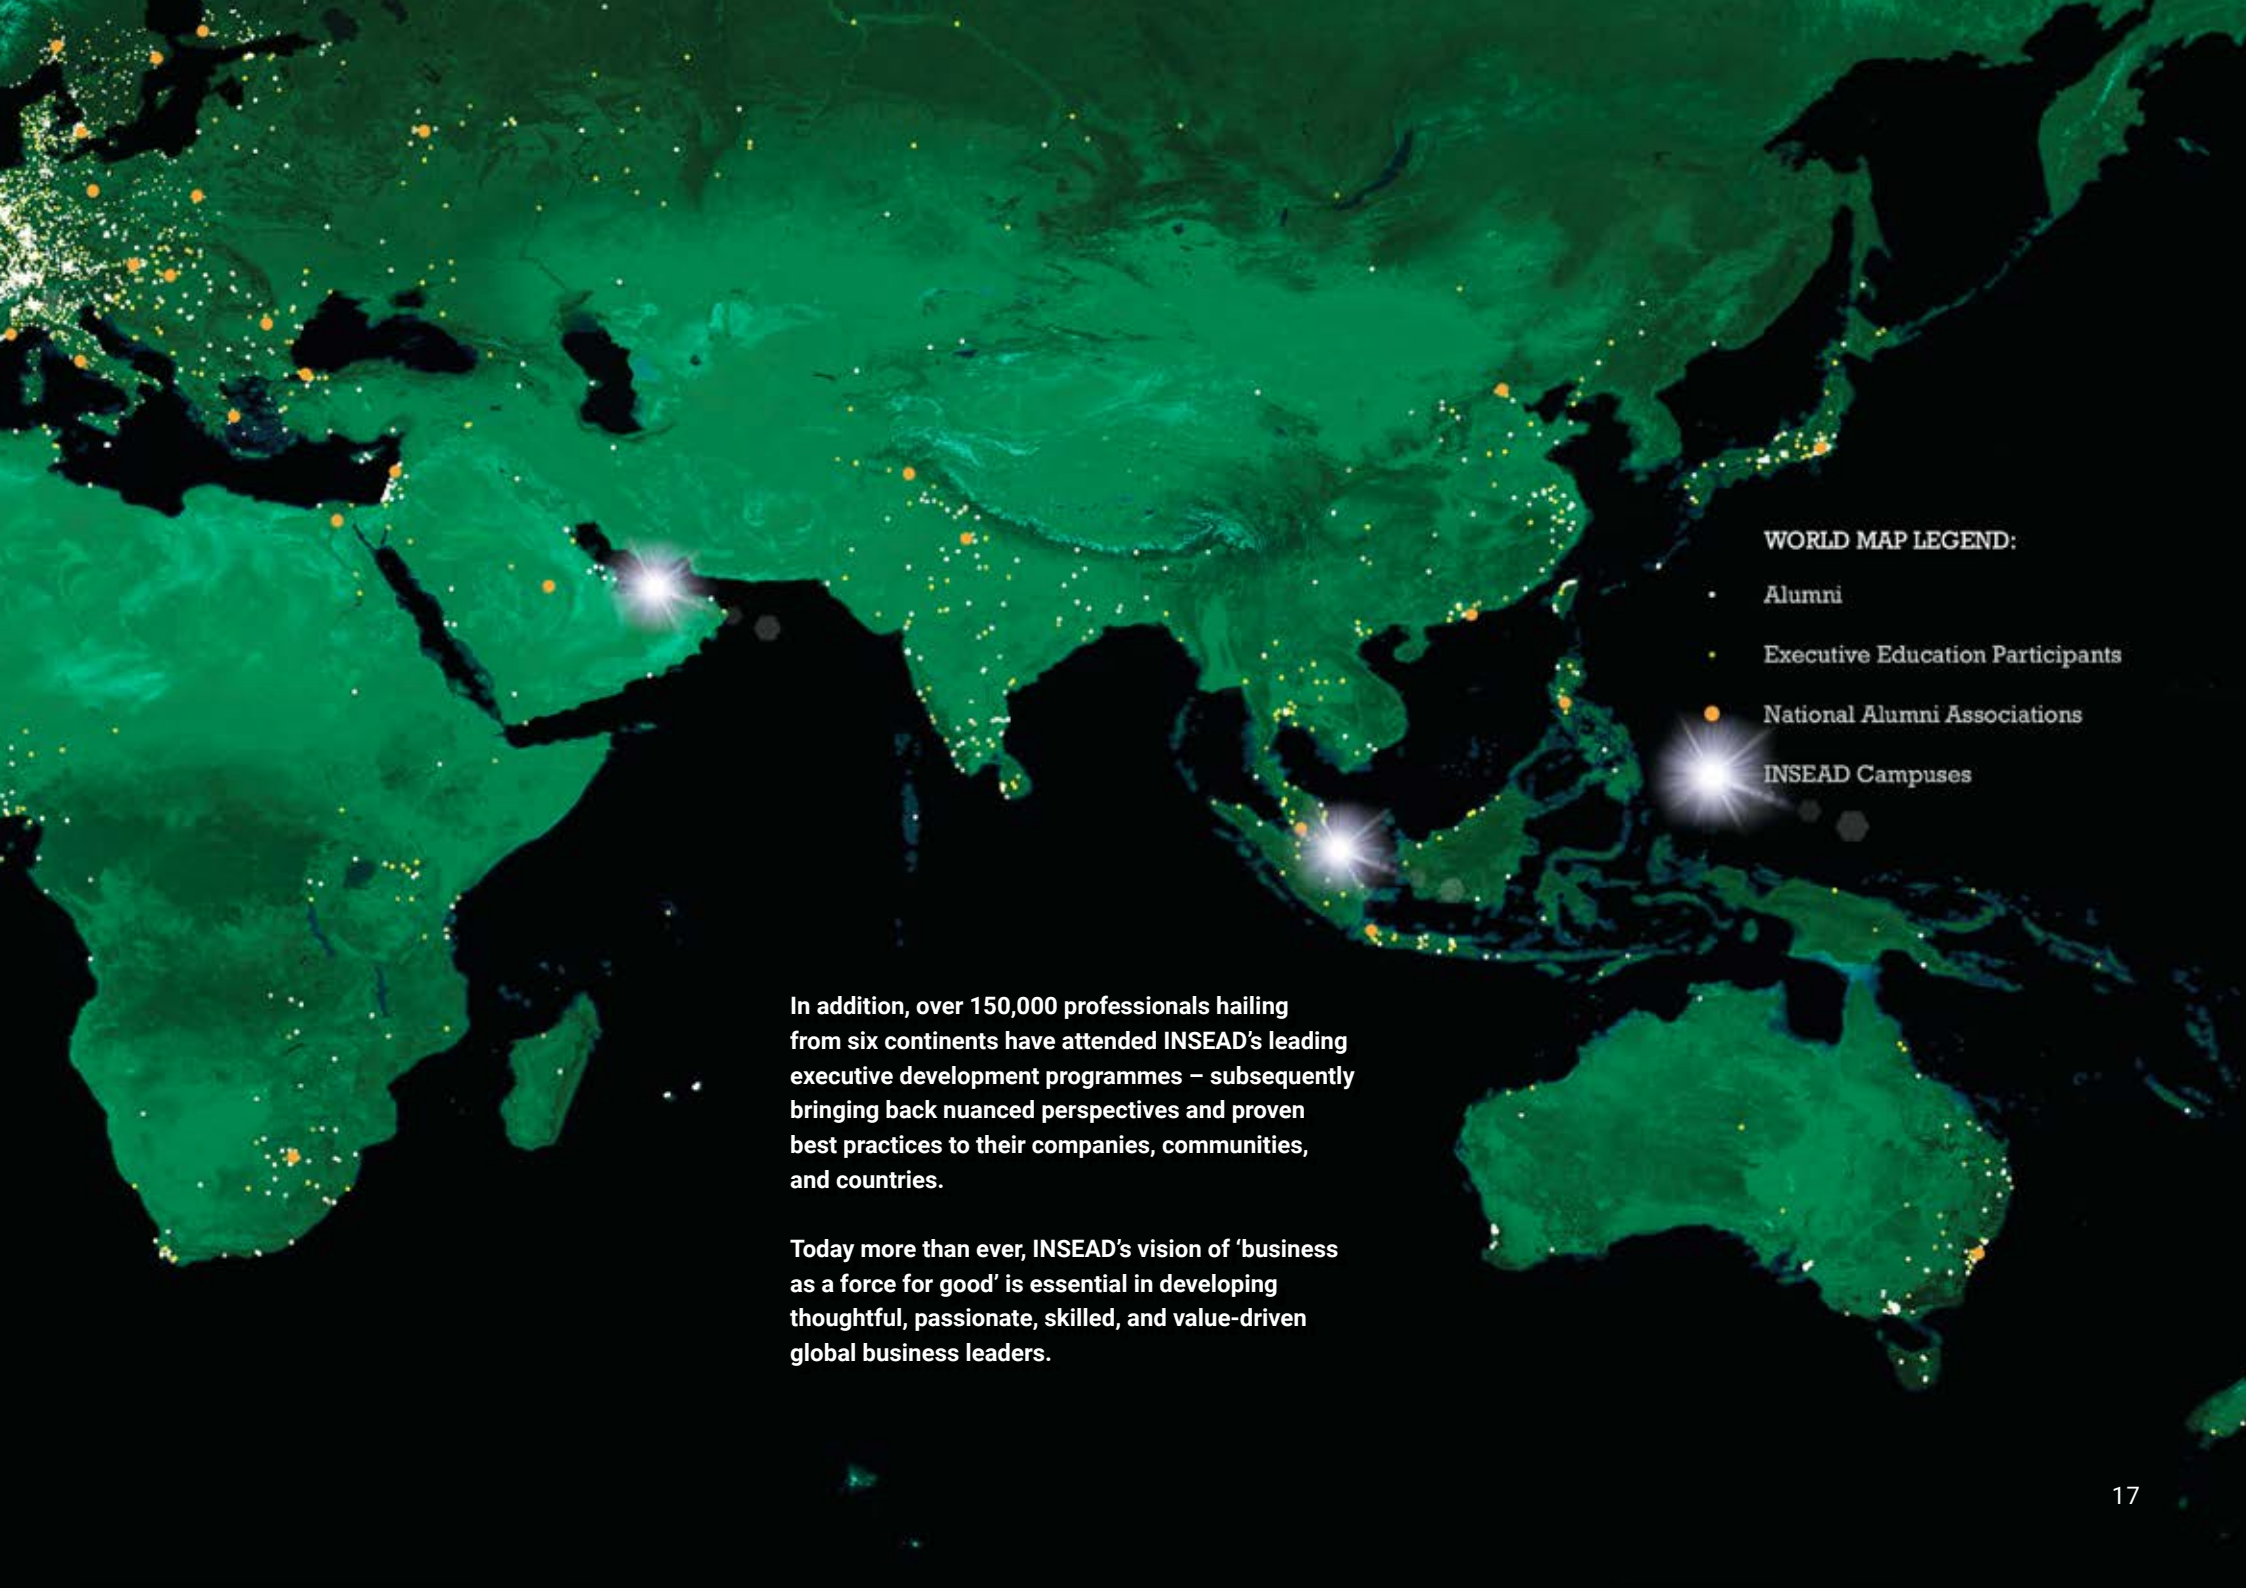 WORLD MAP LEGEND:
Alumni
Executive Education Participants
National Alumni Associations
INSEAD Campuses
In addition, over 150,000 professionals hailing
from six continents have attended INSEAD’s leading
executive development programmes – subsequently
bringing back nuanced perspectives and proven
best practices to their companies, communities,
and countries.
Today more than ever, INSEAD’s vision of ‘business
as a force for good’ is essential in developing
thoughtful, passionate, skilled, and value-driven
global business leaders.
17